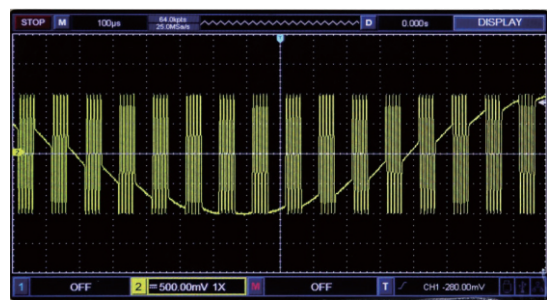 STOP M 100μs 64.0kpts D 0.000s DISPLAY
25.0MSa/s
2
1 OFF 2 500.00mV 1X M OFF T CH1 -280.00mV